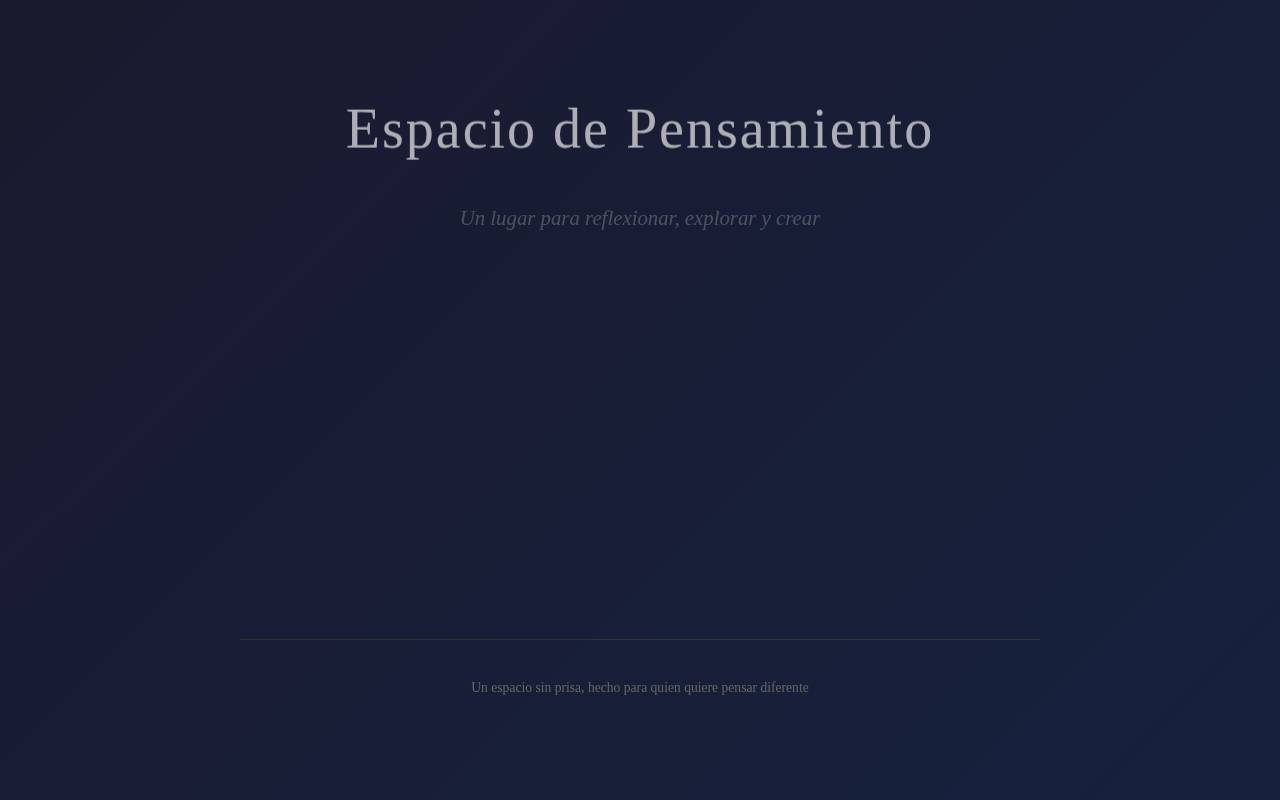 Espacio de Pensamiento
Un lugar para reflexionar, explorar y crear
Un espacio sin prisa, hecho para quien quiere pensar diferente